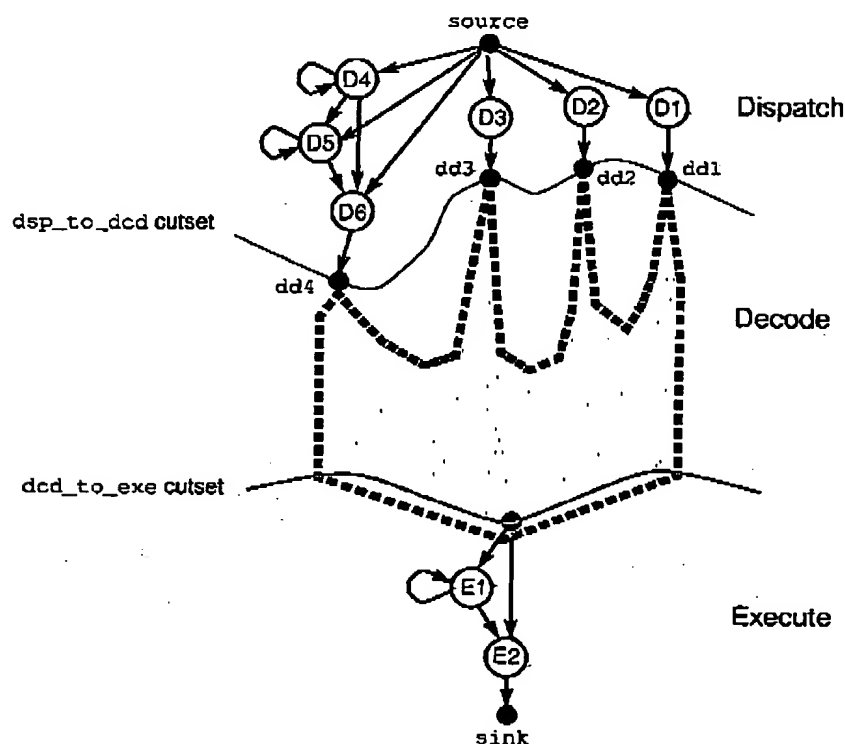 source
D4
D3
D2
D1
Dispatch
D5
dd3
dd2
dd1
D6
dsp_to_dcd cutset
dd4
Decode
dcd_to_exe cutset
E1
Execute
E2
sink